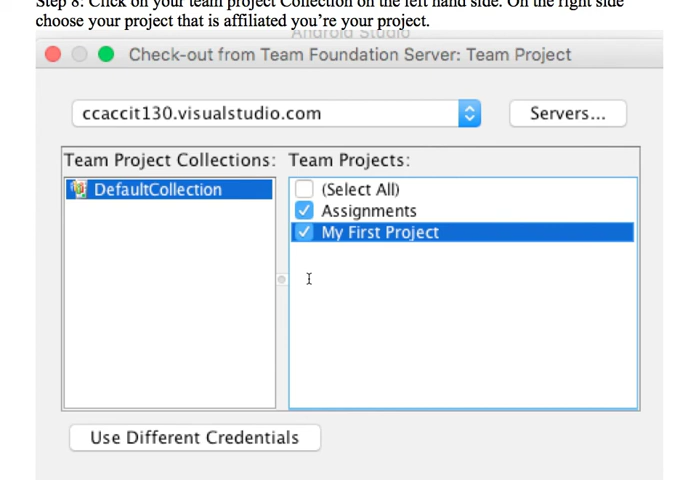 Step 8: Click on your team project Collection on the left hand side. On the right side
choose your project that is affiliated you’re your project.
Android Studio
Check-out from Team Foundation Server: Team Project
ccaccit130.visualstudio.com
Servers...
Team Project Collections: Team Projects:
DefaultCollection
(Select All)
Assignments
My First Project
Use Different Credentials